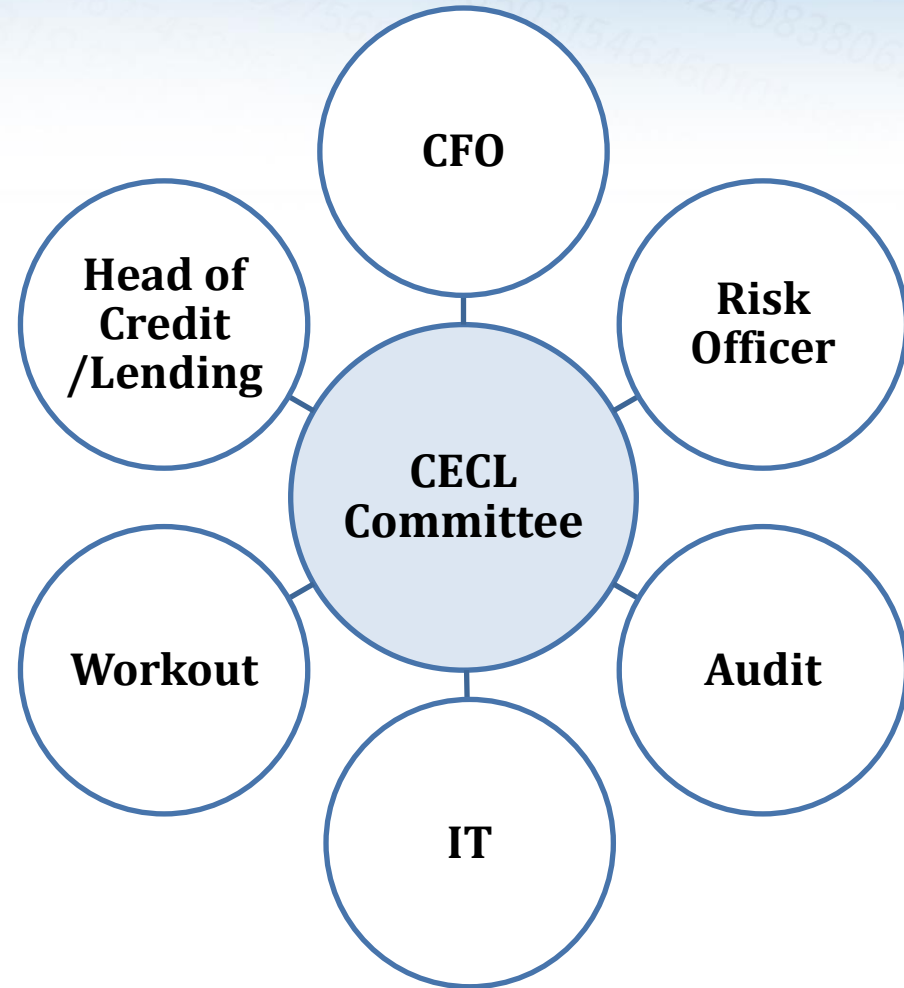 CFO
Head of
Credit
/Lending
Risk
Officer
CECL
Committee
Workout
Audit
IT